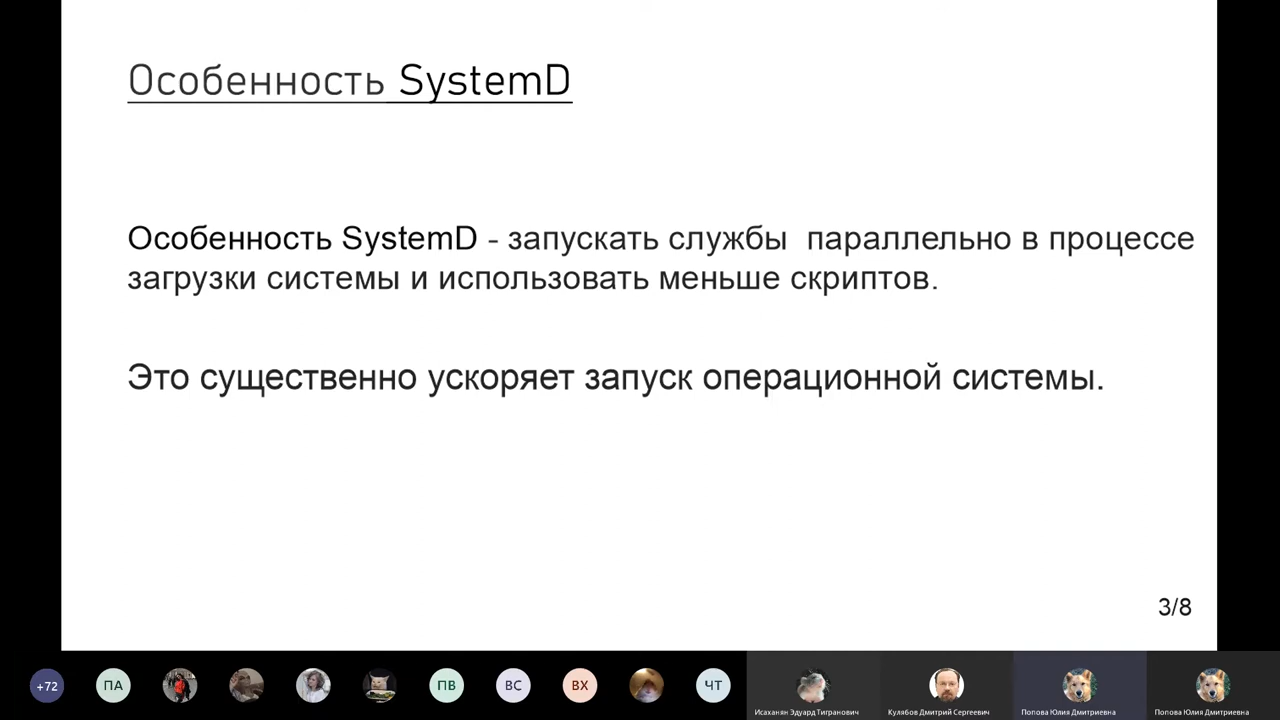 Особенность SystemD
Особенность SystemD - запускать службы параллельно в процессе
загрузки системы и использовать меньше скриптов.
Это существенно ускоряет запуск операционной системы.
3/8
+72
ПА
ПВ
ВС
ВХ
ЧТ
Исаханян Эдуард Тигранович
Кулябов Дмитрий Сергеевич
Попова Юлия Дмитриевна
Попова Юлия Дмитриевна